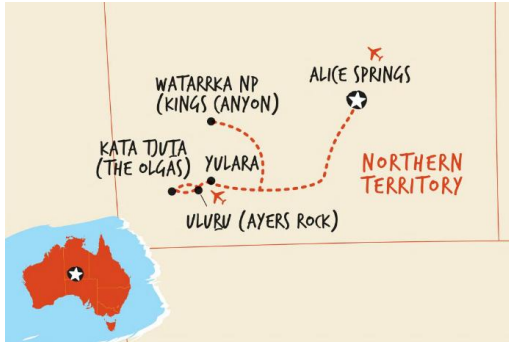 ALICE SPRINGS
WATARRKA NP
(KINGS CANYON)
KATA TJUTA
(THE OLGAS)
YULARA
NORTHERN
TERRITORY
ULURU (AYERS ROCK)